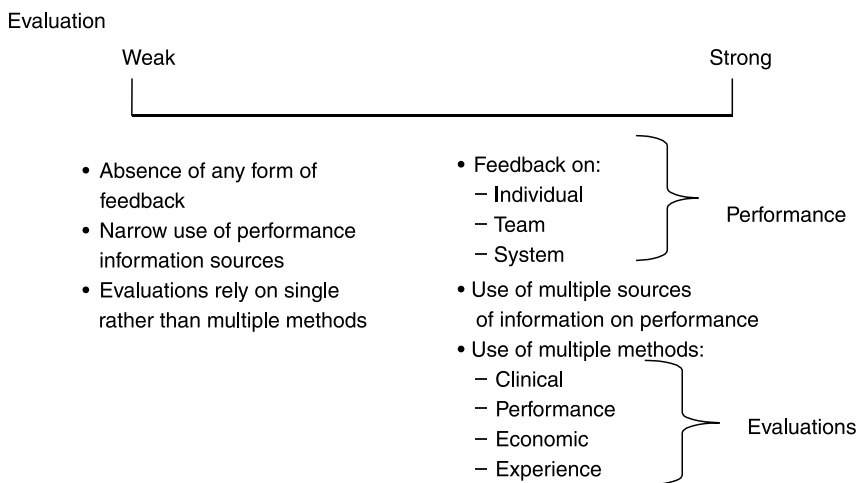 Evaluation
Weak
Strong
• Absence of any form of
feedback
• Narrow use of performance
information sources
• Evaluations rely on single
rather than multiple methods
• Feedback on:
– Individual
– Team
– System
Performance
• Use of multiple sources
of information on performance
• Use of multiple methods:
– Clinical
– Performance
– Economic
– Experience
Evaluations